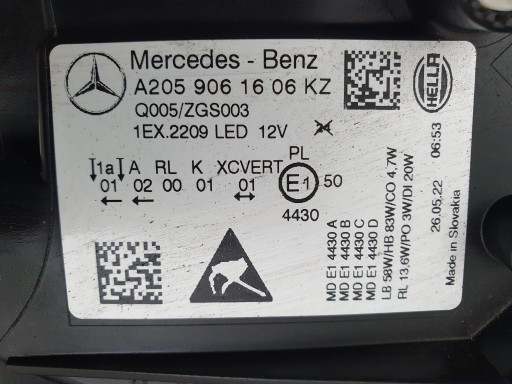 Mercedes - Benz
A205 906 16 06 KZ
Q005/ZGS003
1EX.2209 LED 12V
HELLA
1a A RL K XCVERT PL
01 02 00 01 01 E1 50
4430
MD E1 4430 A
MD E1 4430 B
MD E1 4430 C
MD E1 4430 D
LB 58W/HB 83W/CO 4,7W
RL 13,6W/PO 3W/DI 20W
26.05.22 06:53
Made in Slovakia